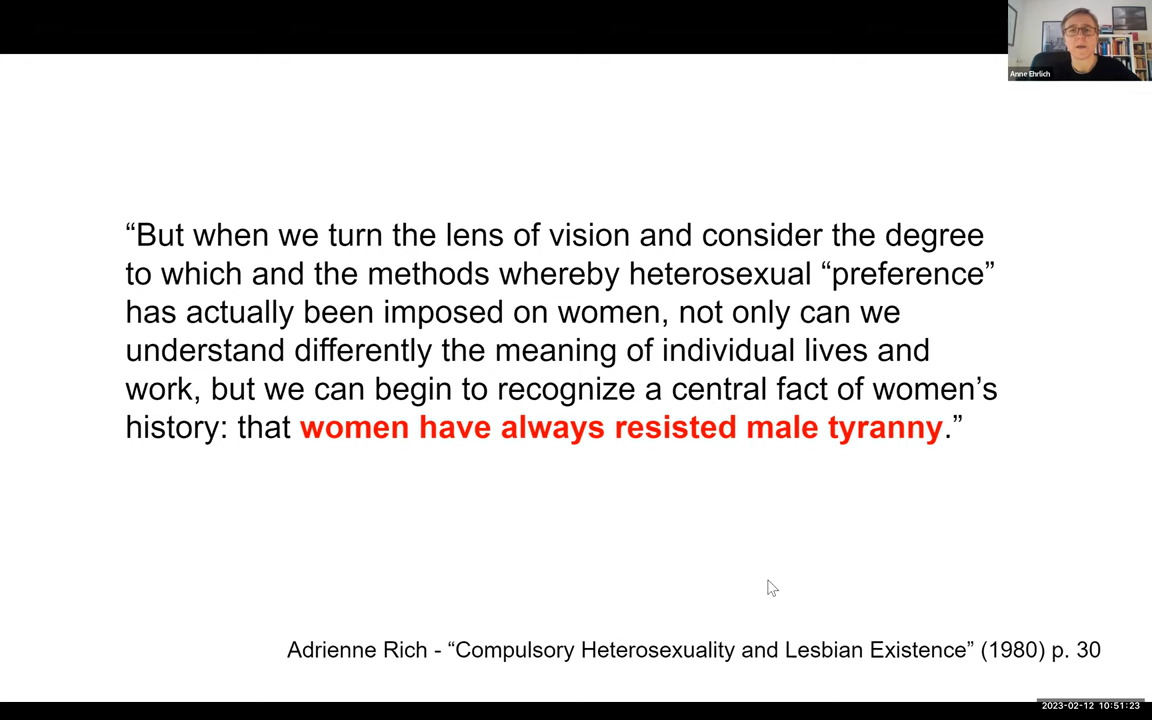 Anne Ehrlich
“But when we turn the lens of vision and consider the degree
to which and the methods whereby heterosexual “preference”
has actually been imposed on women, not only can we
understand differently the meaning of individual lives and
work, but we can begin to recognize a central fact of women’s
history: that women have always resisted male tyranny.”
Adrienne Rich - “Compulsory Heterosexuality and Lesbian Existence” (1980) p. 30
2023-02-12 10:51:23